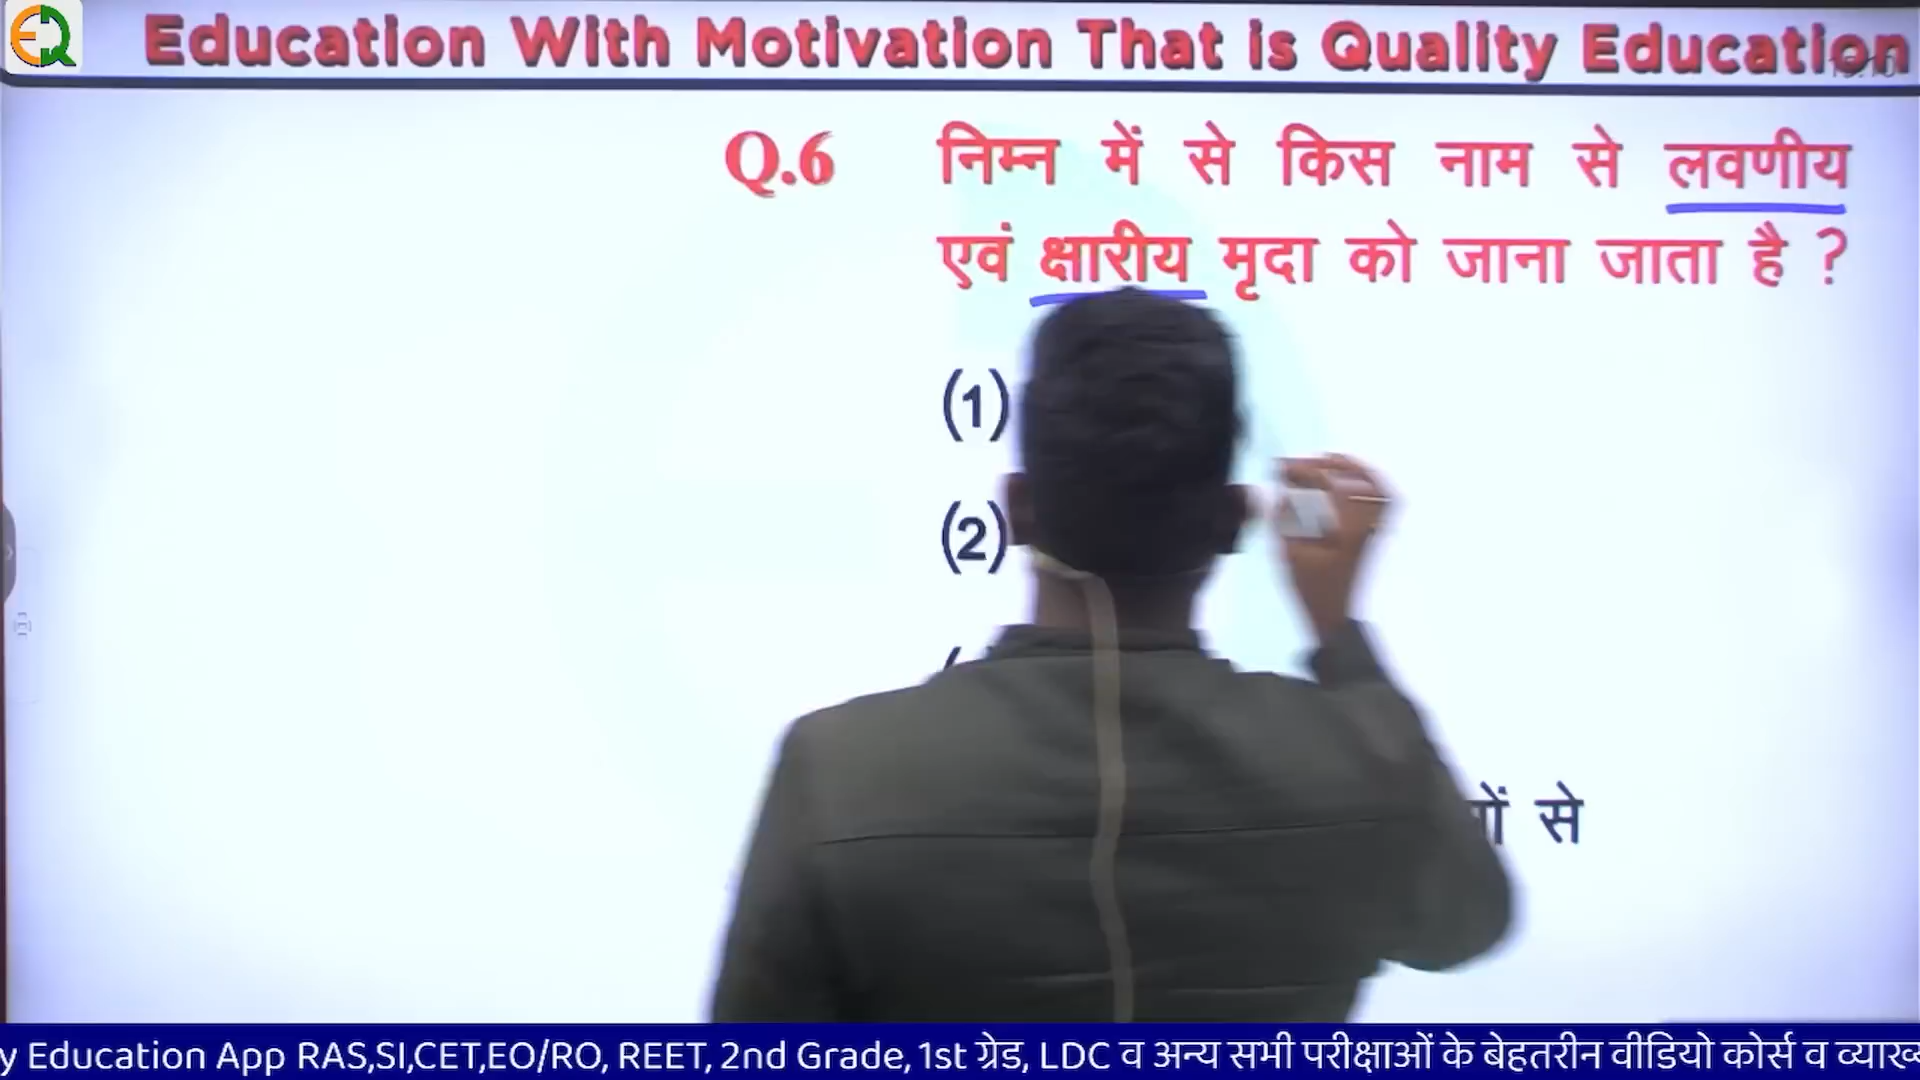 Education With Motivation That is Quality Education
Q.6 निम्न में से किस नाम से लवणीय
एवं क्षारीय मृदा को जाना जाता है ?
(1)
(2)
से
y Education App RAS,SI,CET,EO/RO, REET, 2nd Grade, 1st ग्रेड, LDC व अन्य सभी परीक्षाओं के बेहतरीन वीडियो कोर्स व